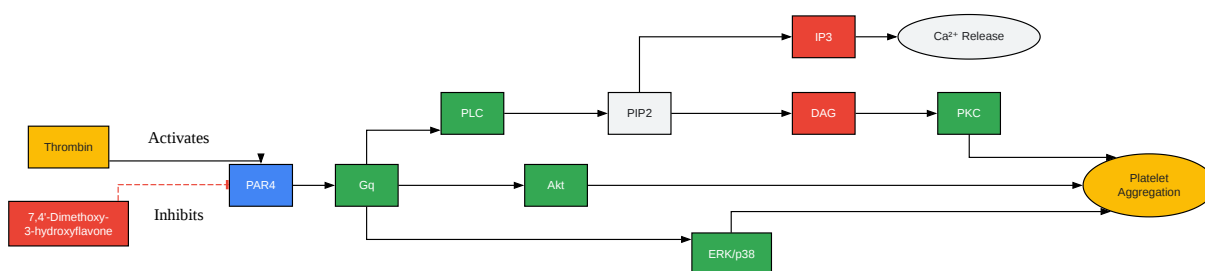 IP3
Ca²⁺ Release
PLC
PIP2
DAG
PKC
Thrombin
Activates
PAR4
Gq
Akt
Platelet
Aggregation
7,4'-Dimethoxy-
3-hydroxyflavone
Inhibits
ERK/p38